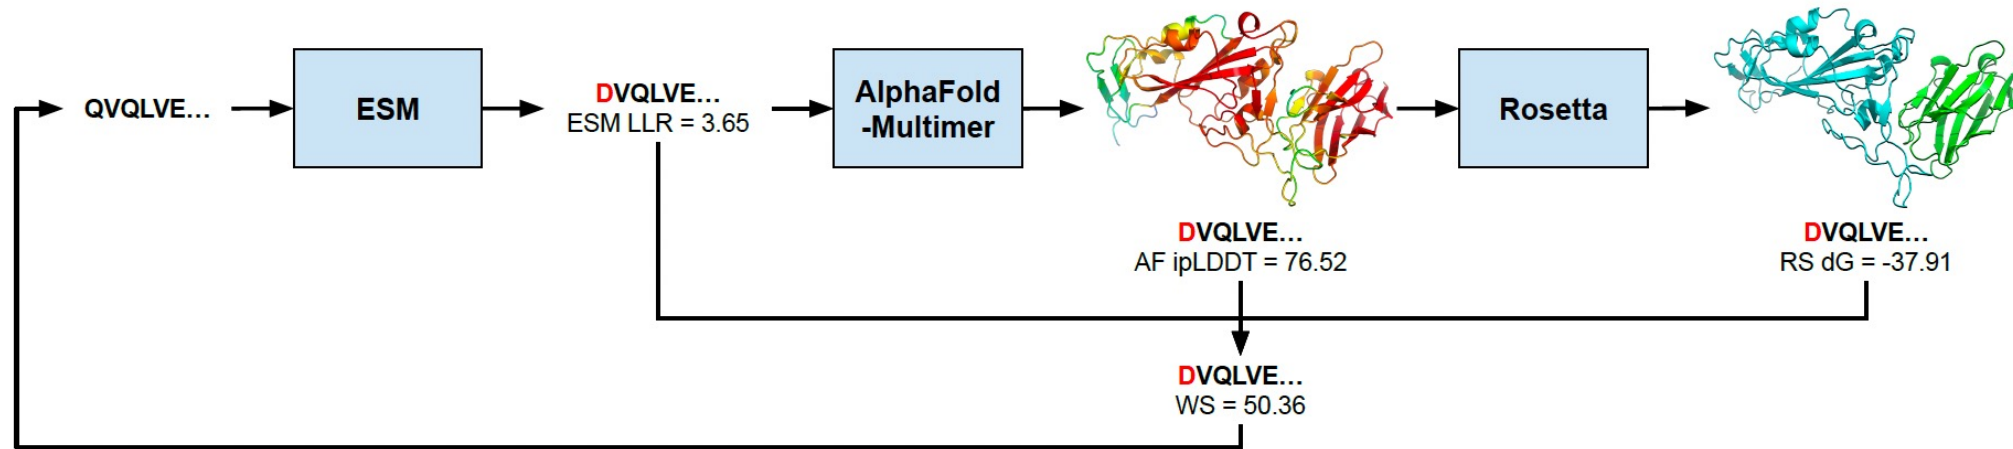 QVQLVE...
ESM
DVQLVE...
ESM LLR = 3.65
AlphaFold
-Multimer
DVQLVE...
AF ipLDDT = 76.52
Rosetta
DVQLVE...
RS dG = -37.91
DVQLVE...
WS = 50.36